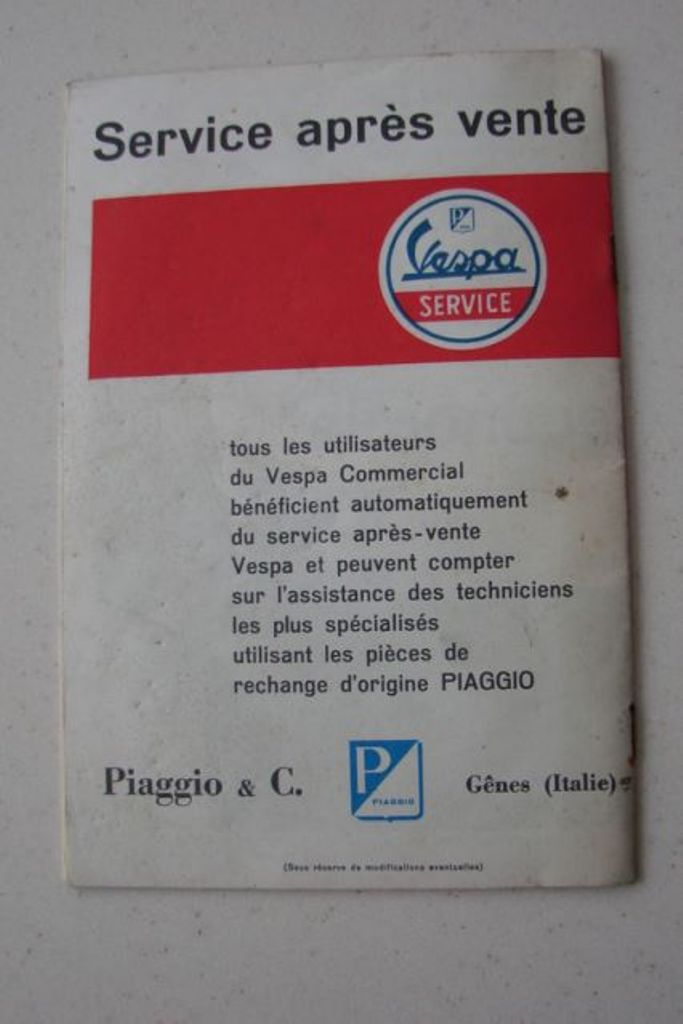 Service après vente
P
Vespa
SERVICE
tous les utilisateurs
du Vespa Commercial
bénéficient automatiquement
du service après-vente
Vespa et peuvent compter
sur l'assistance des techniciens
les plus spécialisés
utilisant les pièces de
rechange d'origine PIAGGIO
Piaggio & C.
P
PIAGGIO
Gênes (Italie)
(Sous réserve de modifications eventuelles)